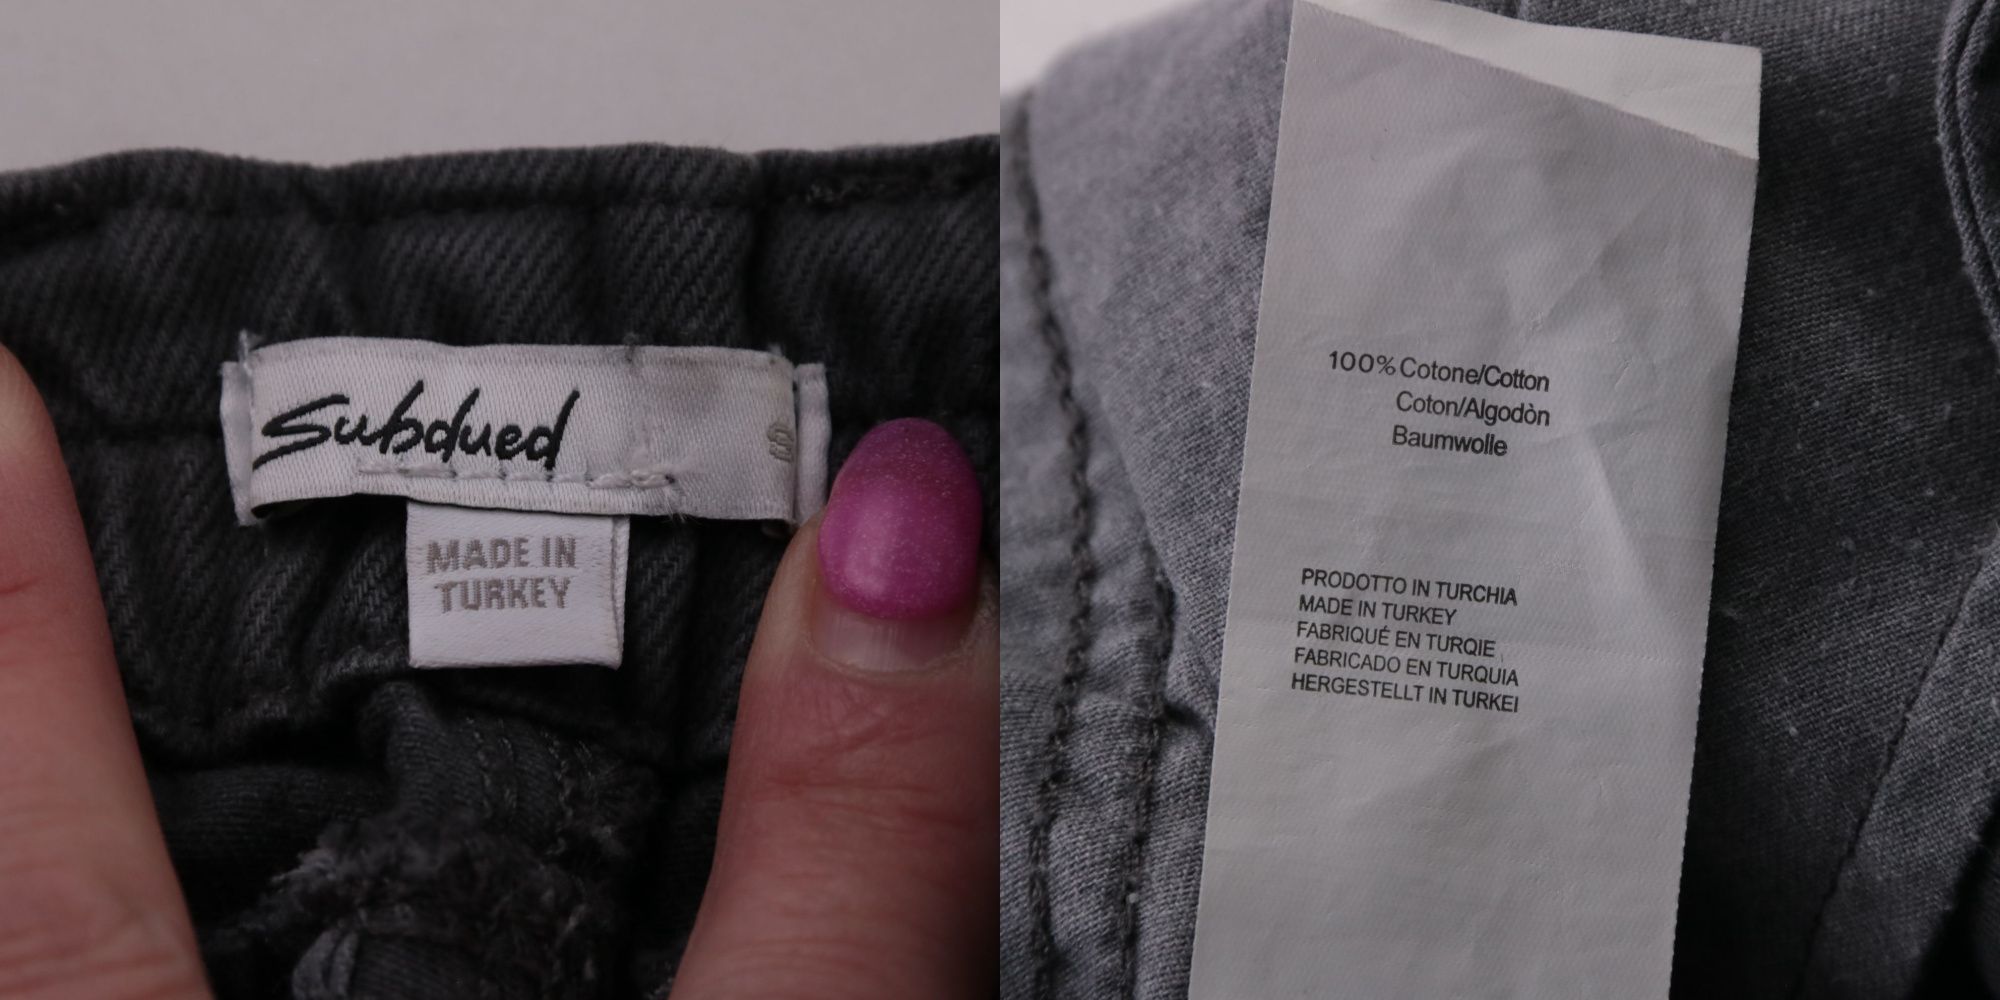 Subdued
MADE IN
TURKEY
100% Cotone/Cotton
Coton/Algodòn
Baumwolle
PRODOTTO IN TURCHIA
MADE IN TURKEY
FABRIQUÉ EN TURQIE
FABRICADO EN TURQUIA
HERGESTELLT IN TURKEI